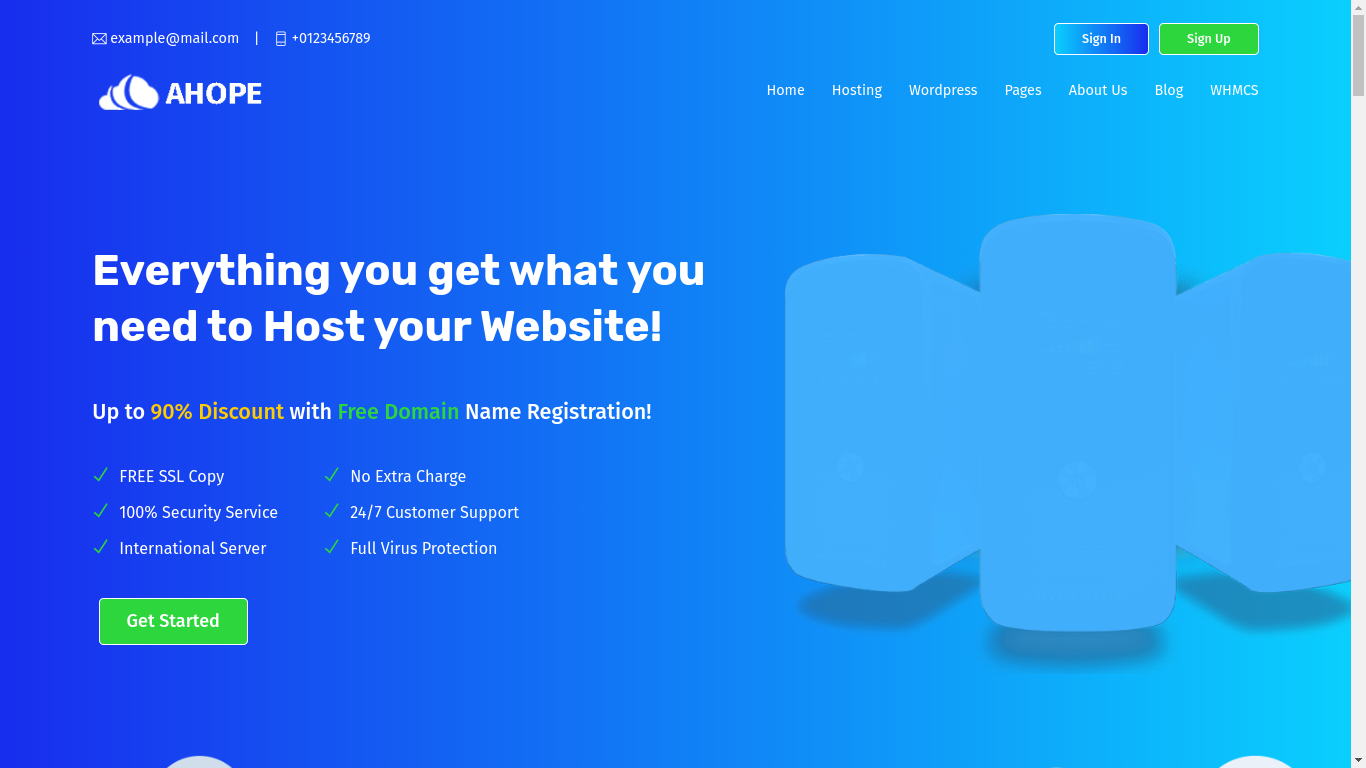 example@mail.com | +0123456789
Sign In
Sign Up
AHOPE
Home Hosting Wordpress Pages About Us Blog WHMCS
Everything you get what you
need to Host your Website!
Up to 90% Discount with Free Domain Name Registration!
FREE SSL Copy
No Extra Charge
100% Security Service
24/7 Customer Support
International Server
Full Virus Protection
Get Started